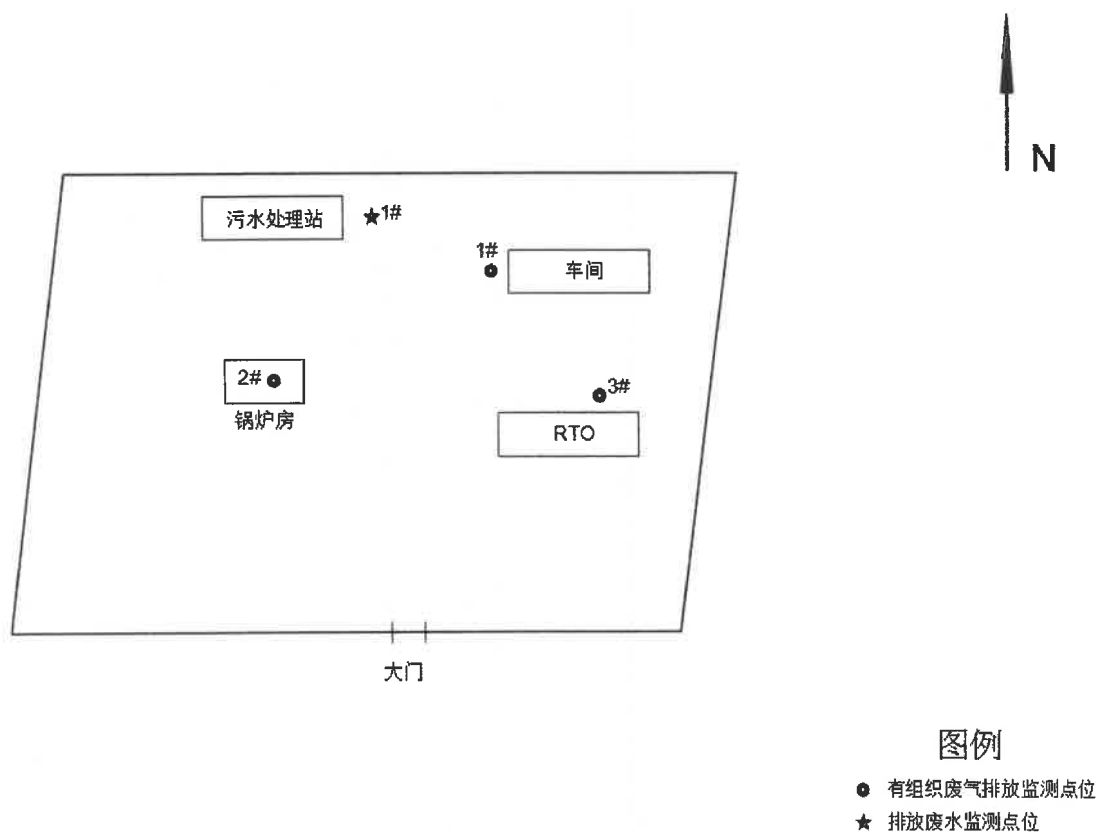 N
污水处理站
★1#
1#
车间
2#
锅炉房
3#
RTO
大门
图例
有组织废气排放监测点位
★ 排放废水监测点位